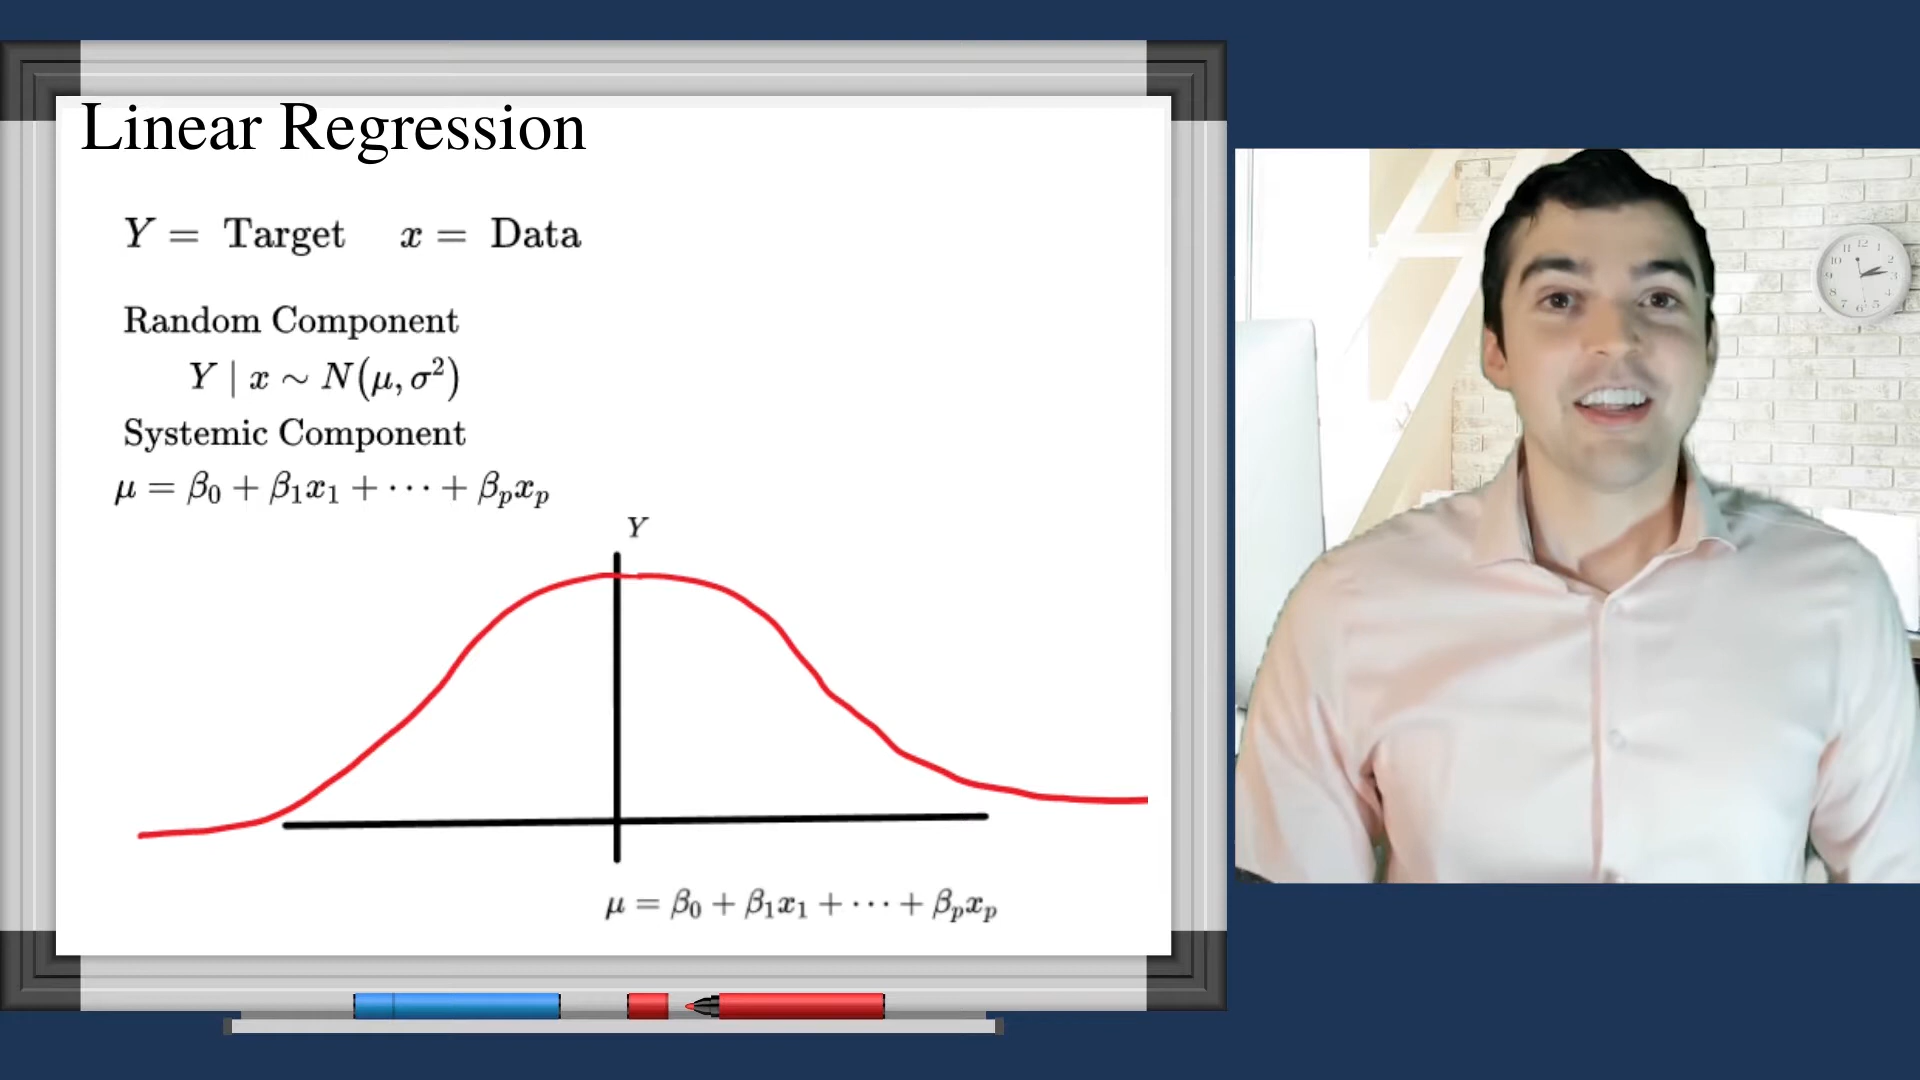 Linear Regression
Y = Target x = Data
Random Component
Y | x ∼ N(μ, σ²)
Systemic Component
μ = β₀ + β₁x₁ + ⋯ + βₚxₚ
Y
μ = β₀ + β₁x₁ + ⋯ + βₚxₚ